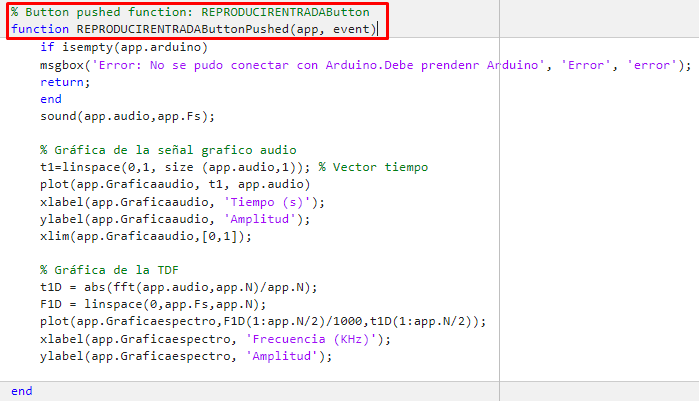 % Button pushed function: REPRODUCIRENTRADAButton
function REPRODUCIRENTRADAButtonPushed(app, event)
if isempty(app.arduino)
msgbox('Error: No se pudo conectar con Arduino.Debe prendenr Arduino', 'Error', 'error');
return;
end
sound(app.audio,app.Fs);
% Gráfica de la señal grafico audio
t1=linspace(0,1, size (app.audio,1)); % Vector tiempo
plot(app.Graficaaudio, t1, app.audio)
xlabel(app.Graficaaudio, 'Tiempo (s)');
ylabel(app.Graficaaudio, 'Amplitud');
xlim(app.Graficaaudio,[0,1]);
% Gráfica de la TDF
t1D = abs(fft(app.audio,app.N)/app.N);
F1D = linspace(0,app.Fs,app.N);
plot(app.Graficaespectro,F1D(1:app.N/2)/1000,t1D(1:app.N/2));
xlabel(app.Graficaespectro, 'Frecuencia (KHz)');
ylabel(app.Graficaespectro, 'Amplitud');
end